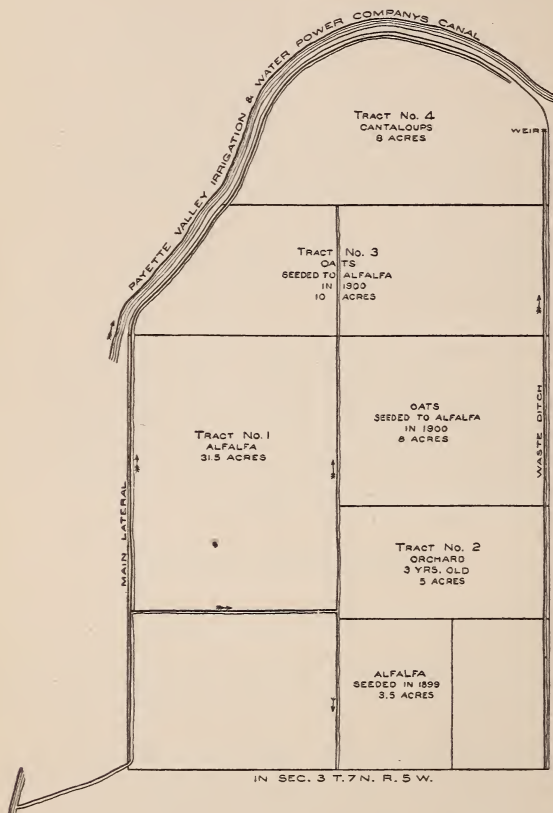 PAYETTE VALLEY IRRIGATION & WATER POWER COMPANYS CANAL
TRACT NO. 4
CANTALOUPS
8 ACRES
WEIR
TRACT NO. 3
OATS
SEEDED TO ALFALFA
IN 1900
10 ACRES
OATS
SEEDED TO ALFALFA
IN 1900
8 ACRES
TRACT NO. 1
ALFALFA
31.5 ACRES
WASTE DITCH
MAIN LATERAL
TRACT NO. 2
ORCHARD
3 YRS. OLD
5 ACRES
ALFALFA
SEEDED IN 1899
3.5 ACRES
IN SEC. 3 T. 7 N. R. 5 W.